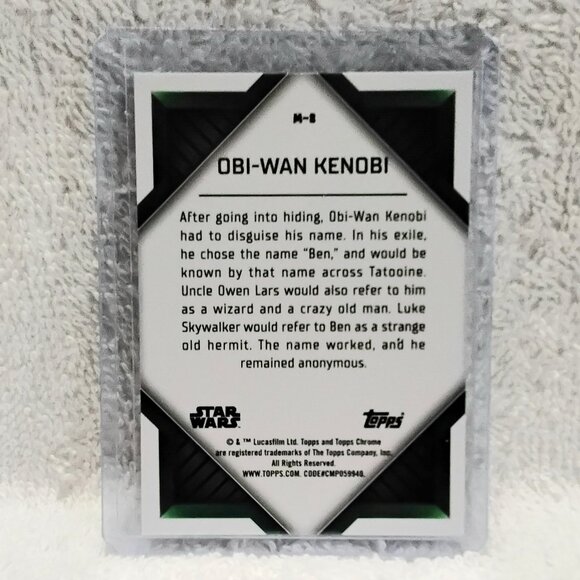 M-8
OBI-WAN KENOBI
After going into hiding, Obi-Wan Kenobi
had to disguise his name. In his exile,
he chose the name "Ben," and would be
known by that name across Tatooine.
Uncle Owen Lars would also refer to him
as a wizard and a crazy old man. Luke
Skywalker would refer to Ben as a strange
old hermit. The name worked, and he
remained anonymous.
STAR WARS
Topps
© & ™ Lucasfilm Ltd. Topps and Topps Chrome
are registered trademarks of The Topps Company, Inc.
All Rights Reserved.
WWW.TOPPS.COM. CODE#CMP059948.